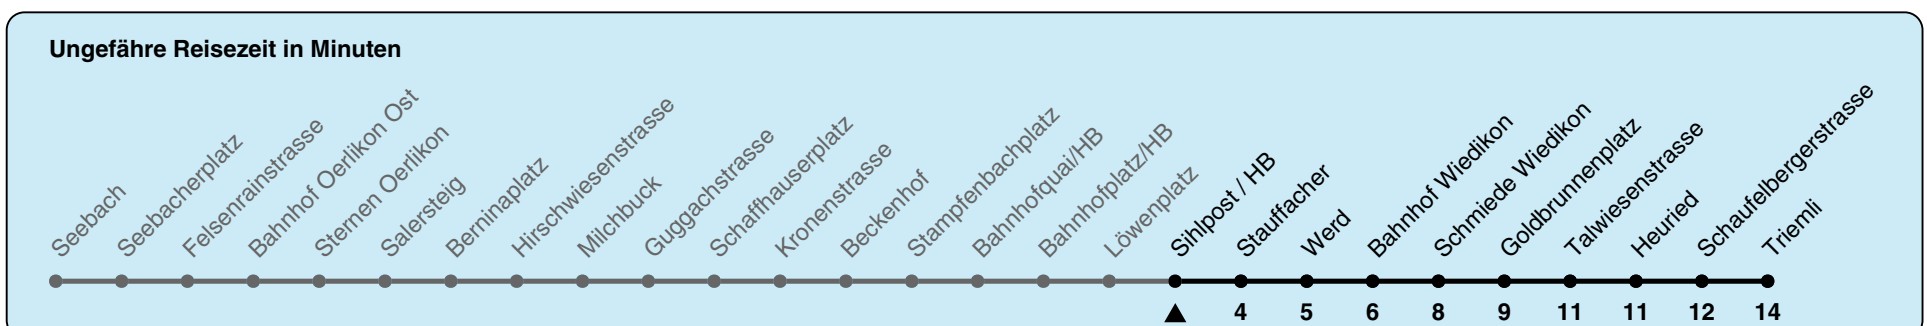 Ungefähre Reisezeit in Minuten
Seebach
Seebacherplatz
Felsenrainstrasse
Bahnhof Oerlikon Ost
Sternen Oerlikon
Salersteig
Berninaplatz
Hirschwiesenstrasse
Milchbuck
Guggachstrasse
Schaffhauserplatz
Kronenstrasse
Beckenhof
Stampfenbachplatz
Bahnhofquai/HB
Bahnhofplatz/HB
Löwenplatz
Sihlpost / HB
Stauffacher
Werd
Bahnhof Wiedikon
Schmiede Wiedikon
Goldbrunnenplatz
Talwiesenstrasse
Heuried
Schaufelbergerstrasse
Triemli
4 5 6 8 9 11 11 12 14